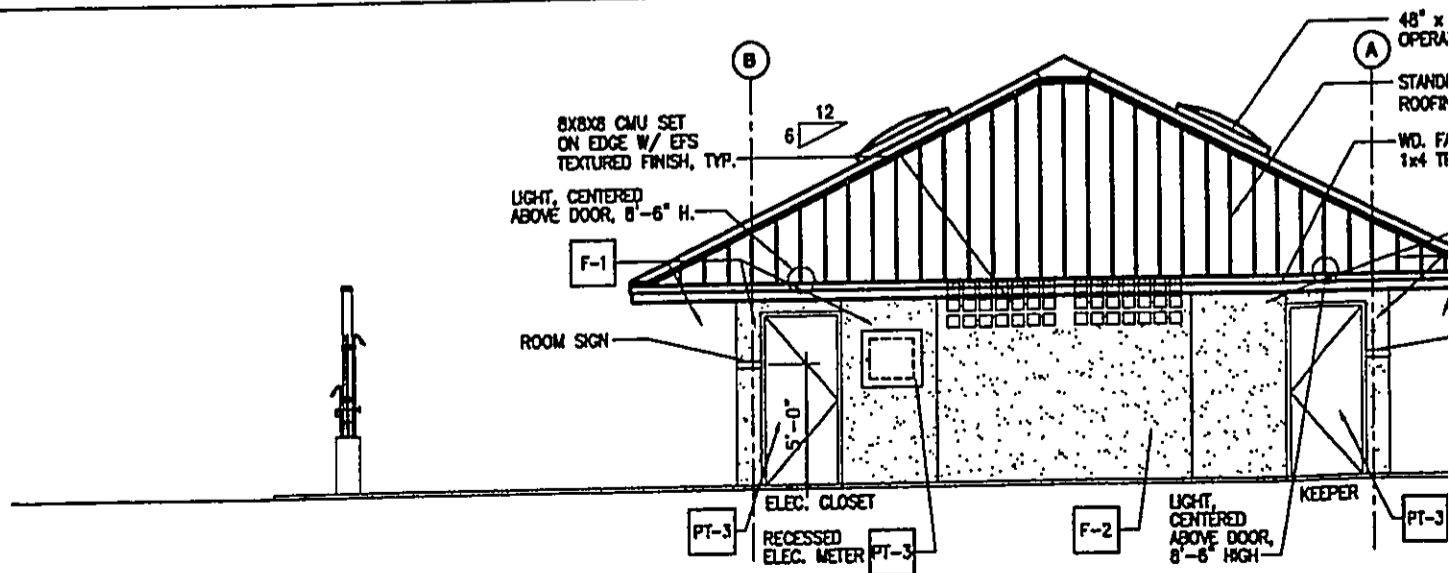 48" x
OPERA
B
A
STAND
ROOFIN
12
6
8X8X8 CMU SET
ON EDGE W/ EFS
TEXTURED FINISH, TYP.
WD. FA
1x4 T
LIGHT, CENTERED
ABOVE DOOR, 8'-6" H.
F-1
ROOM SIGN
5'-0"
ELEC. CLOSET
KEEPER
PT-3
RECESSED
ELEC. METER
PT-3
F-2
LIGHT,
CENTERED
ABOVE DOOR,
8'-6" HIGH
PT-3